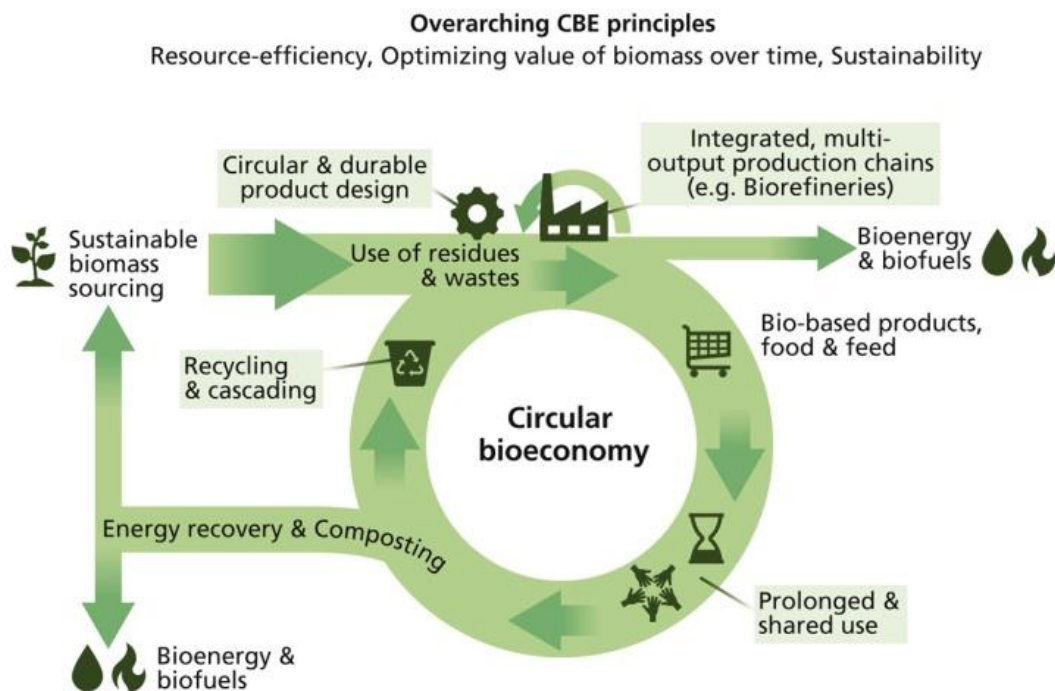 Overarching CBE principles
Resource-efficiency, Optimizing value of biomass over time, Sustainability
Circular & durable
product design
Integrated, multi-
output production chains
(e.g. Biorefineries)
Sustainable
biomass
sourcing
Use of residues
& wastes
Bioenergy
& biofuels
Bio-based products,
food & feed
Recycling
& cascading
Circular
bioeconomy
Energy recovery & Composting
Prolonged &
shared use
Bioenergy &
biofuels